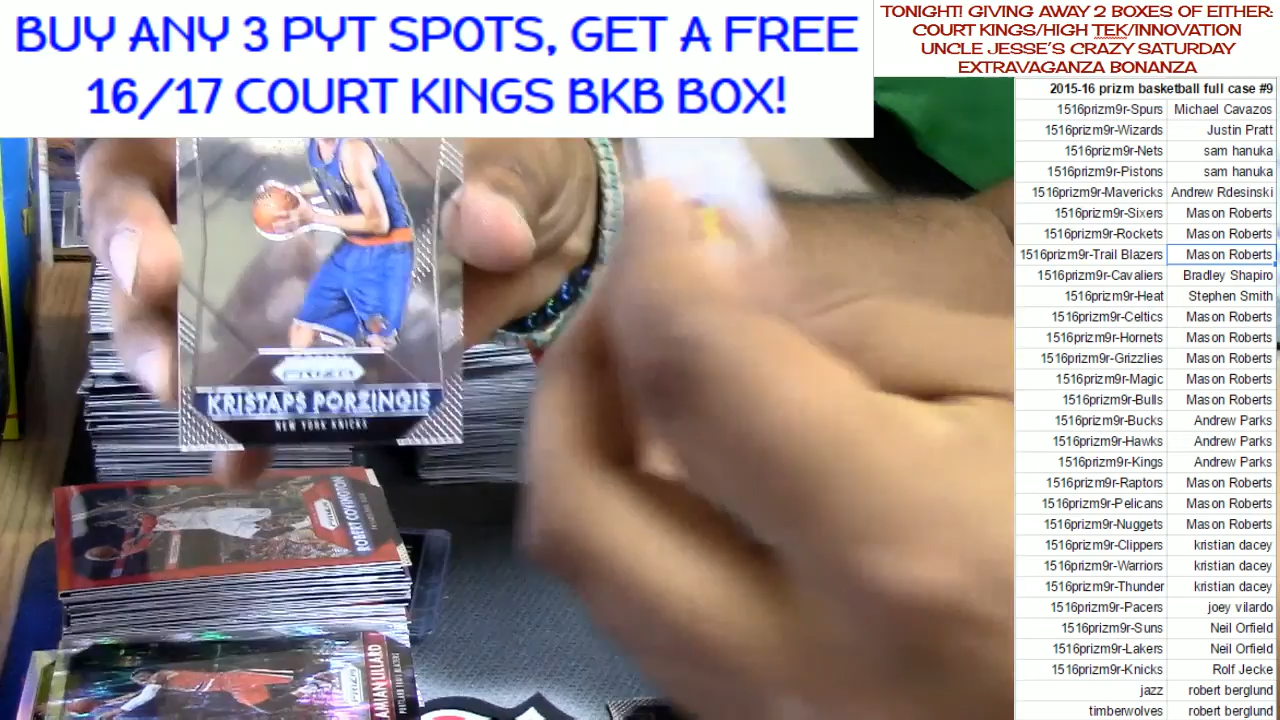 BUY ANY 3 PYT SPOTS, GET A FREE
16/17 COURT KINGS BKB BOX!
TONIGHT! GIVING AWAY 2 BOXES OF EITHER:
COURT KINGS/HIGH TEK/INNOVATION
UNCLE JESSE'S CRAZY SATURDAY
EXTRAVAGANZA BONANZA
2015-16 prizm basketball full case #9
1516prizm9r-Spurs Michael Cavazos
1516prizm9r-Wizards Justin Pratt
1516prizm9r-Nets sam hanuka
1516prizm9r-Pistons sam hanuka
1516prizm9r-Mavericks Andrew Rdesinski
1516prizm9r-Sixers Mason Roberts
1516prizm9r-Rockets Mason Roberts
1516prizm9r-Trail Blazers Mason Roberts
1516prizm9r-Cavaliers Bradley Shapiro
1516prizm9r-Heat Stephen Smith
1516prizm9r-Celtics Mason Roberts
1516prizm9r-Hornets Mason Roberts
1516prizm9r-Grizzlies Mason Roberts
1516prizm9r-Magic Mason Roberts
1516prizm9r-Bulls Mason Roberts
1516prizm9r-Bucks Andrew Parks
1516prizm9r-Hawks Andrew Parks
1516prizm9r-Kings Andrew Parks
1516prizm9r-Raptors Mason Roberts
1516prizm9r-Pelicans Mason Roberts
1516prizm9r-Nuggets Mason Roberts
1516prizm9r-Clippers kristian dacey
1516prizm9r-Warriors kristian dacey
1516prizm9r-Thunder kristian dacey
1516prizm9r-Pacers joey vilardo
1516prizm9r-Suns Neil Orfield
1516prizm9r-Lakers Neil Orfield
1516prizm9r-Knicks Rolf Jecke
jazz robert berglund
timberwolves robert berglund
PRIZM
KRISTAPS PORZINGIS
NEW YORK KNICKS
PRIZM
ROBERT COVINGTON
PRIZM
DAMIAN LILLARD
PORTLAND TRAIL BLAZERS